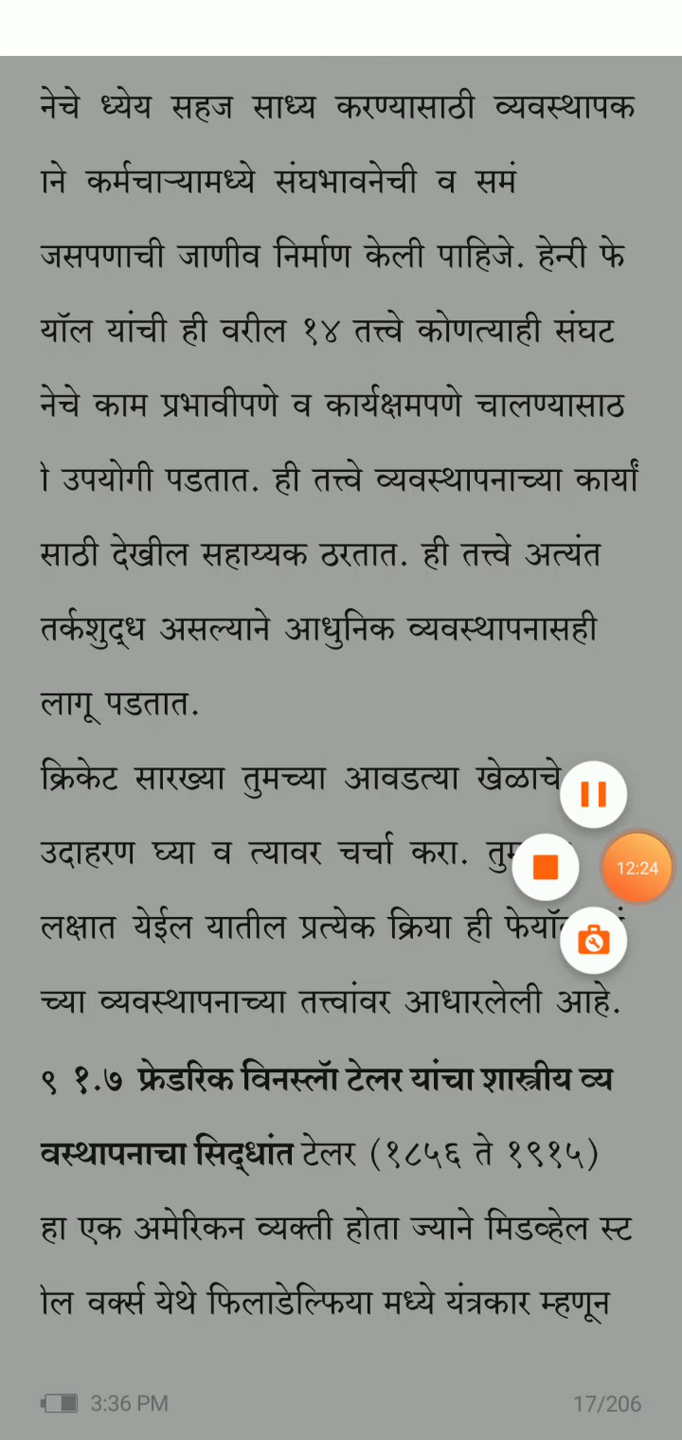 नेचे ध्येय सहज साध्य करण्यासाठी व्यवस्थापक
ाने कर्मचाऱ्यामध्ये संघभावनेची व समं
जसपणाची जाणीव निर्माण केली पाहिजे. हेन्री फे
यॉल यांची ही वरील १४ तत्त्वे कोणत्याही संघट
नेचे काम प्रभावीपणे व कार्यक्षमपणे चालण्यासाठ
ी उपयोगी पडतात. ही तत्त्वे व्यवस्थापनाच्या कार्यां
साठी देखील सहाय्यक ठरतात. ही तत्त्वे अत्यंत
तर्कशुद्ध असल्याने आधुनिक व्यवस्थापनासही
लागू पडतात.
क्रिकेट सारख्या तुमच्या आवडत्या खेळाचे
उदाहरण घ्या व त्यावर चर्चा करा.
लक्षात येईल यातील प्रत्येक क्रिया ही
च्या व्यवस्थापनाच्या तत्त्वांवर आधारलेली आहे.
९ १.७ फ्रेडरिक विनस्लॅा टेलर यांचा शास्त्रीय व्य
वस्थापनाचा सिद्धांत टेलर (१८५६ ते १९१५)
हा एक अमेरिकन व्यक्ती होता ज्याने मिडव्हेल स्ट
ील वर्क्स येथे फिलाडेल्फिया मध्ये यंत्रकार म्हणून
12:24
3:36 PM
17/206